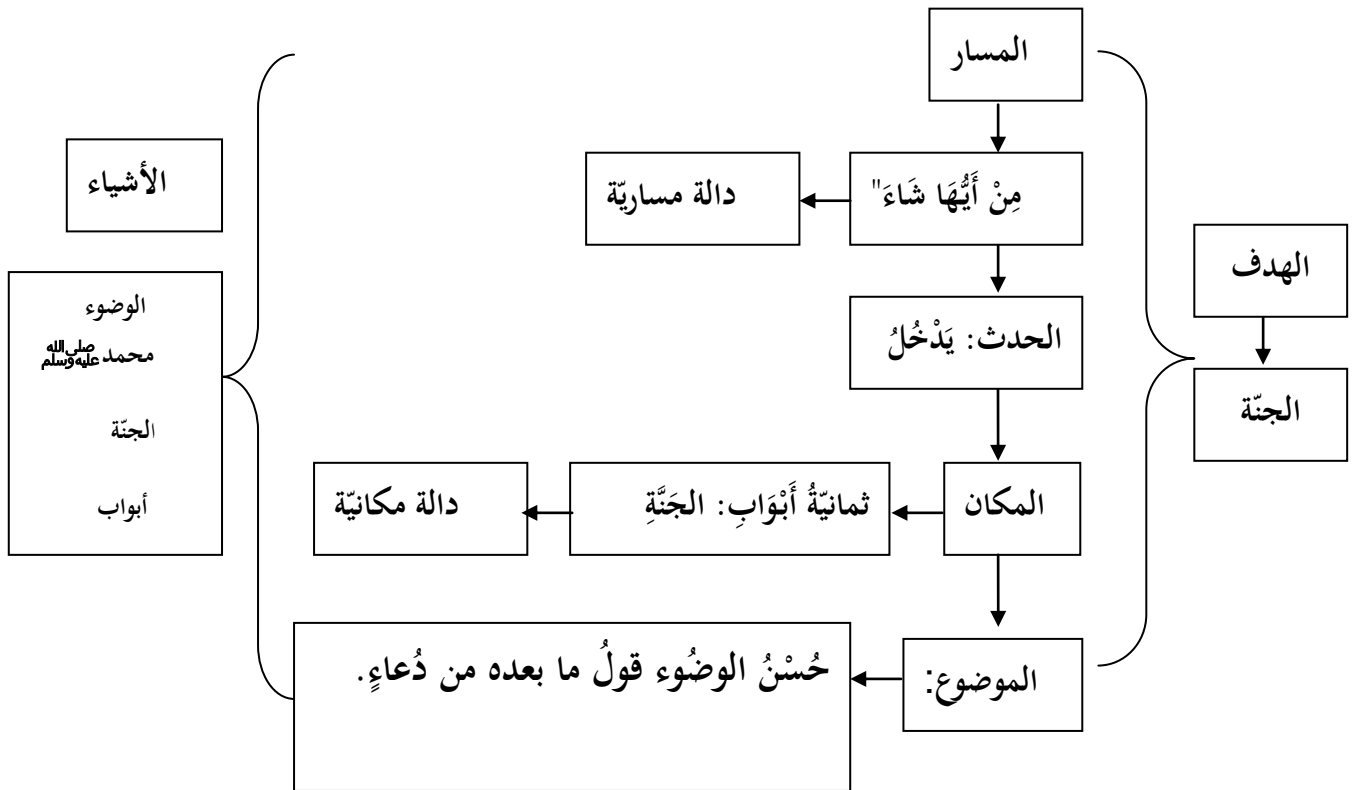 المسار
مِنْ أَيُّهَا شَاءَ"
دالة مساريّة
الأشياء
الهدف
الحدث: يَدْخُلُ
الوضوء
محمد ﷺ
الجنّة
الجنّة
المكان
ثمانيّةُ أَبْوَابِ: الجَنَّةِ
دالة مكانيّة
أبواب
الموضوع:
حُسْنُ الوضُوء قولُ ما بعده من دُعاءٍ.